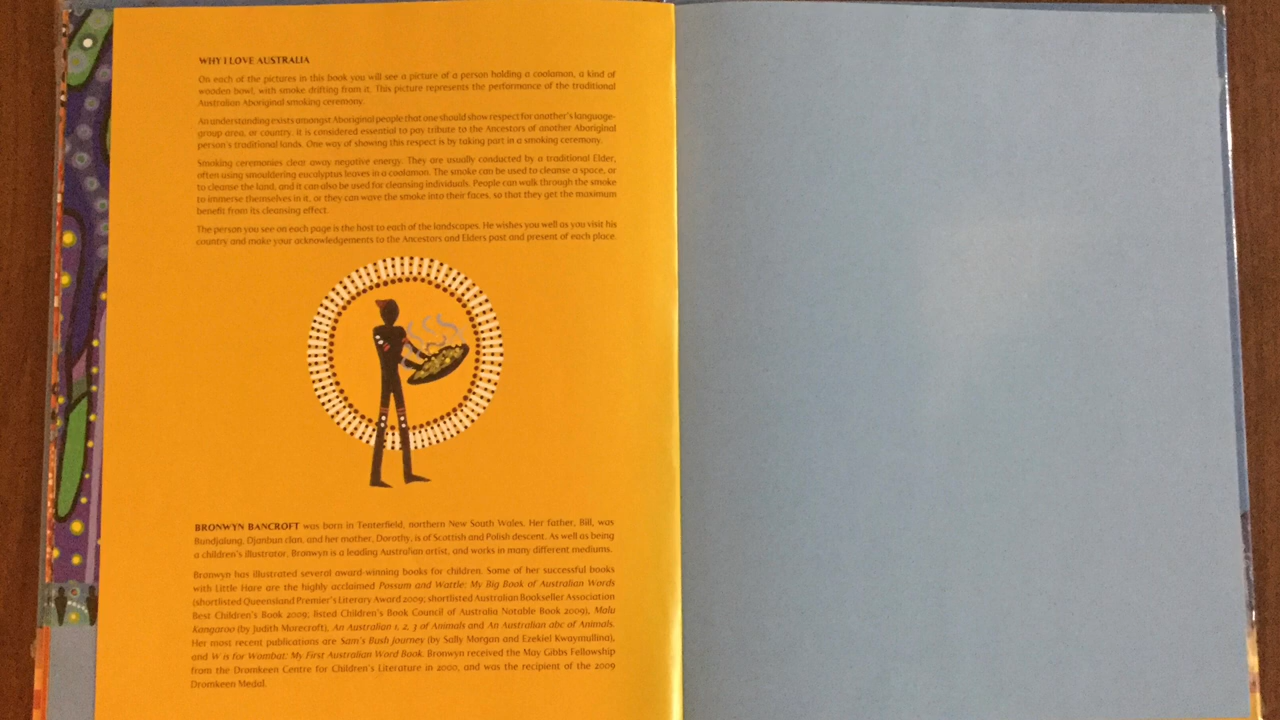 WHY I LOVE AUSTRALIA
On each of the pictures in this book you will see a picture of a person holding a coolamon, a kind of
wooden bowl, with smoke drifting from it. This picture represents the performance of the traditional
Australian Aboriginal smoking ceremony.
An understanding exists amongst Aboriginal people that one should show respect for another's language-
group area, or country. It is considered essential to pay tribute to the Ancestors of another Aboriginal
person's traditional lands. One way of showing this respect is by taking part in a smoking ceremony.
Smoking ceremonies clear away negative energy. They are usually conducted by a traditional Elder,
often using smouldering eucalyptus leaves in a coolamon. The smoke can be used to cleanse a space, or
to cleanse the land, and it can also be used for cleansing individuals. People can walk through the smoke
to immerse themselves in it, or they can wave the smoke into their faces, so that they get the maximum
benefit from its cleansing effect.
The person you see on each page is the host to each of the landscapes. He wishes you well as you visit his
country and make your acknowledgements to the Ancestors and Elders past and present of each place.
BRONWYN BANCROFT was born in Tenterfield, northern New South Wales. Her father, Bill, was
Bundjalung, Djanbun clan, and her mother, Dorothy, is of Scottish and Polish descent. As well as being
a children's illustrator, Bronwyn is a leading Australian artist, and works in many different mediums.
Bronwyn has illustrated several award-winning books for children. Some of her successful books
with Little Hare are the highly acclaimed Possum and Wattle: My Big Book of Australian Words
(shortlisted Queensland Premier's Literary Award 2009; shortlisted Australian Bookseller Association
Best Children's Book 2009; listed Children's Book Council of Australia Notable Book 2009), Malu
Kangaroo (by Judith Morecroft), An Australian 1, 2, 3 of Animals and An Australian abc of Animals.
Her most recent publications are Sam's Bush Journey (by Sally Morgan and Ezekiel Kwaymullina),
and W is for Wombat: My First Australian Word Book. Bronwyn received the May Gibbs Fellowship
from the Dromkeen Centre for Children's Literature in 2000, and was the recipient of the 2009
Dromkeen Medal.